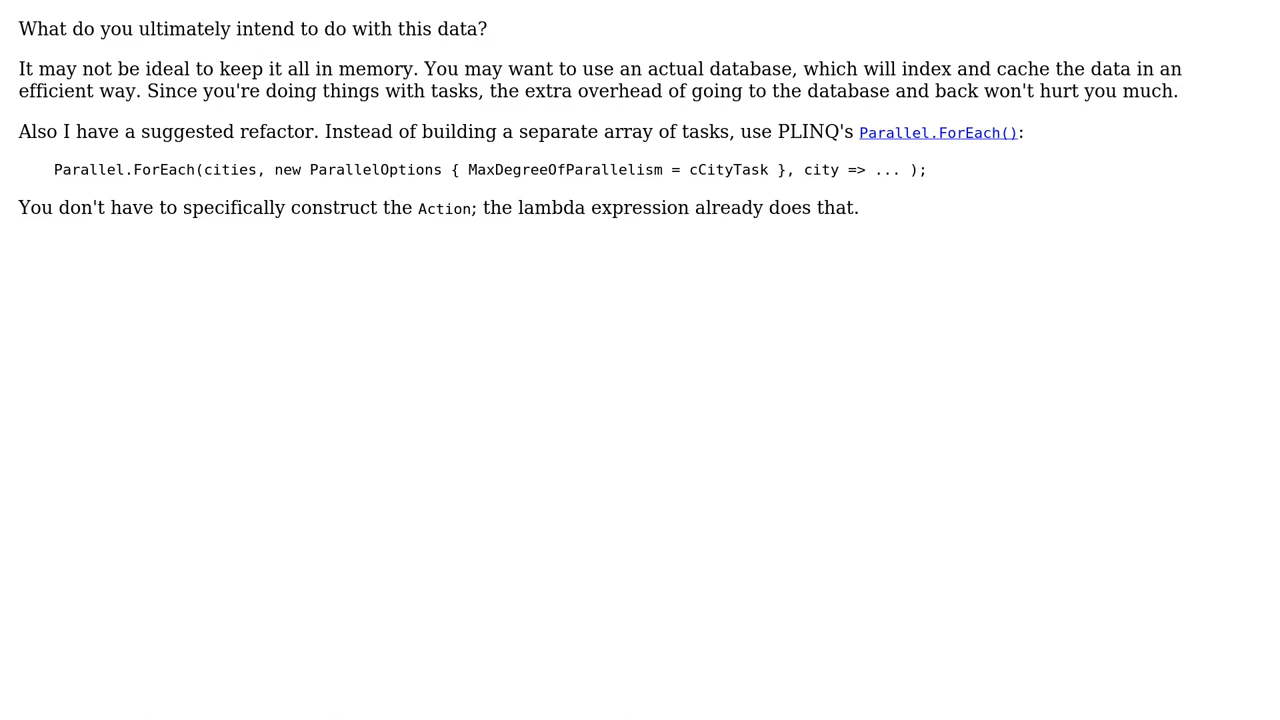 What do you ultimately intend to do with this data?
It may not be ideal to keep it all in memory. You may want to use an actual database, which will index and cache the data in an
efficient way. Since you're doing things with tasks, the extra overhead of going to the database and back won't hurt you much.
Also I have a suggested refactor. Instead of building a separate array of tasks, use PLINQ's Parallel.ForEach():
Parallel.ForEach(cities, new ParallelOptions { MaxDegreeOfParallelism = cCityTask }, city => ... );
You don't have to specifically construct the Action; the lambda expression already does that.